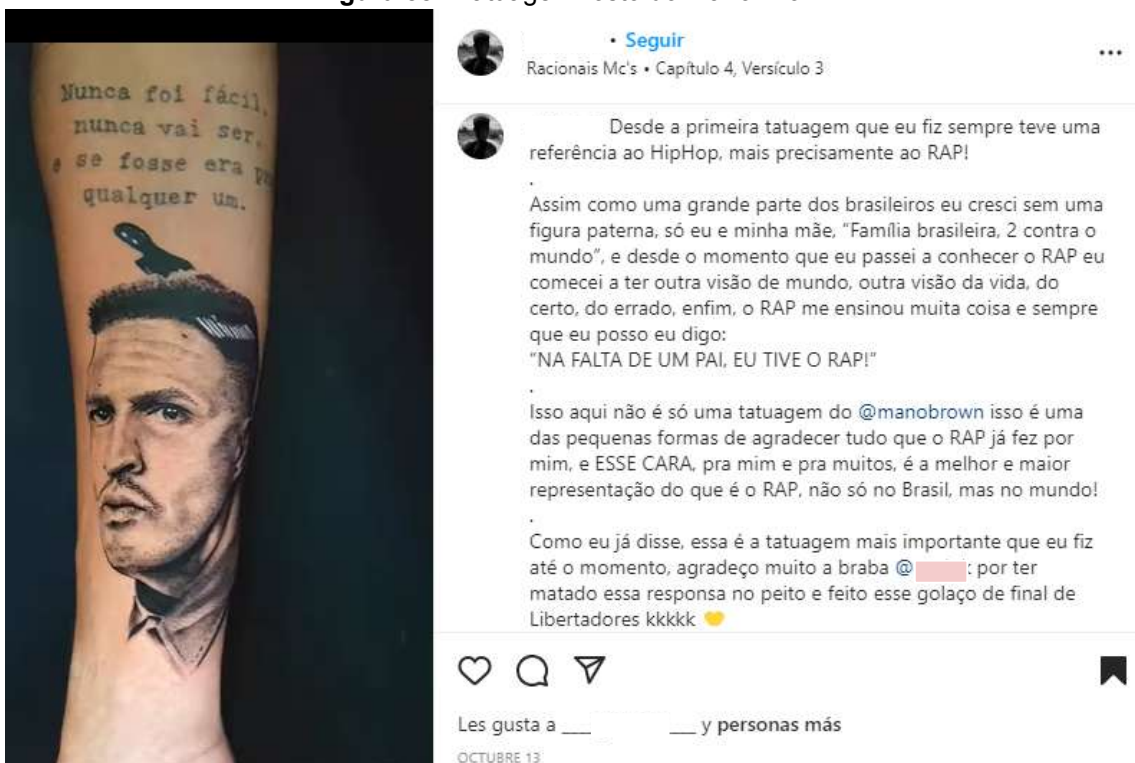 Nunca foi fácil,
nunca vai ser,
e se fosse era
qualquer um.
• Seguir
Racionais Mc's • Capítulo 4, Versículo 3
Desde a primeira tatuagem que eu fiz sempre teve uma
referência ao HipHop, mais precisamente ao RAP!
.
Assim como uma grande parte dos brasileiros eu cresci sem uma
figura paterna, só eu e minha mãe, “Família brasileira, 2 contra o
mundo”, e desde o momento que eu passei a conhecer o RAP eu
comecei a ter outra visão de mundo, outra visão da vida, do
certo, do errado, enfim, o RAP me ensinou muita coisa e sempre
que eu posso eu digo:
“NA FALTA DE UM PAI, EU TIVE O RAP!”
.
Isso aqui não é só uma tatuagem do @manobrown isso é uma
das pequenas formas de agradecer tudo que o RAP já fez por
mim, e ESSE CARA, pra mim e pra muitos, é a melhor e maior
representação do que é o RAP, não só no Brasil, mas no mundo!
.
Como eu já disse, essa é a tatuagem mais importante que eu fiz
até o momento, agradeço muito a braba @ : por ter
matado essa responsa no peito e feito esse golaço de final de
Libertadores kkkkk 💛
Les gusta a ___ ___ y personas más
OCTUBRE 13